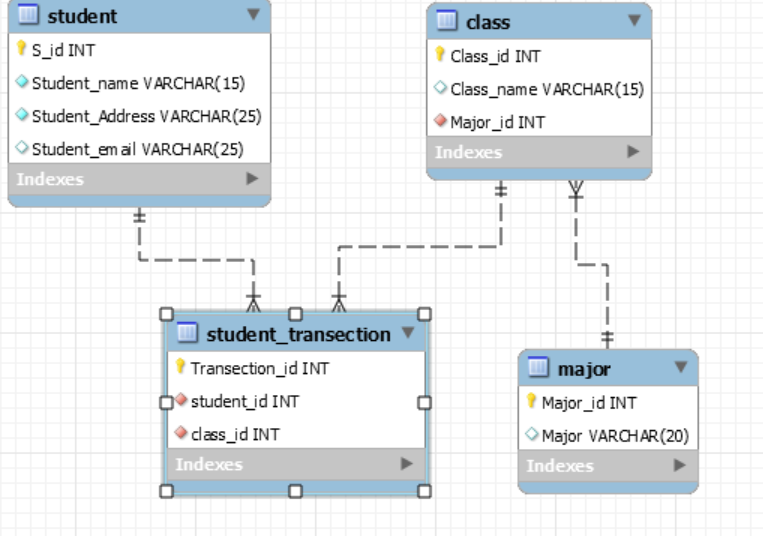 student
S_id INT
Student_name VARCHAR(15)
Student_Address VARCHAR(25)
Student_email VARCHAR(25)
Indexes
class
Class_id INT
Class_name VARCHAR(15)
Major_id INT
Indexes
student_transection
Transection_id INT
student_id INT
class_id INT
Indexes
major
Major_id INT
Major VARCHAR(20)
Indexes